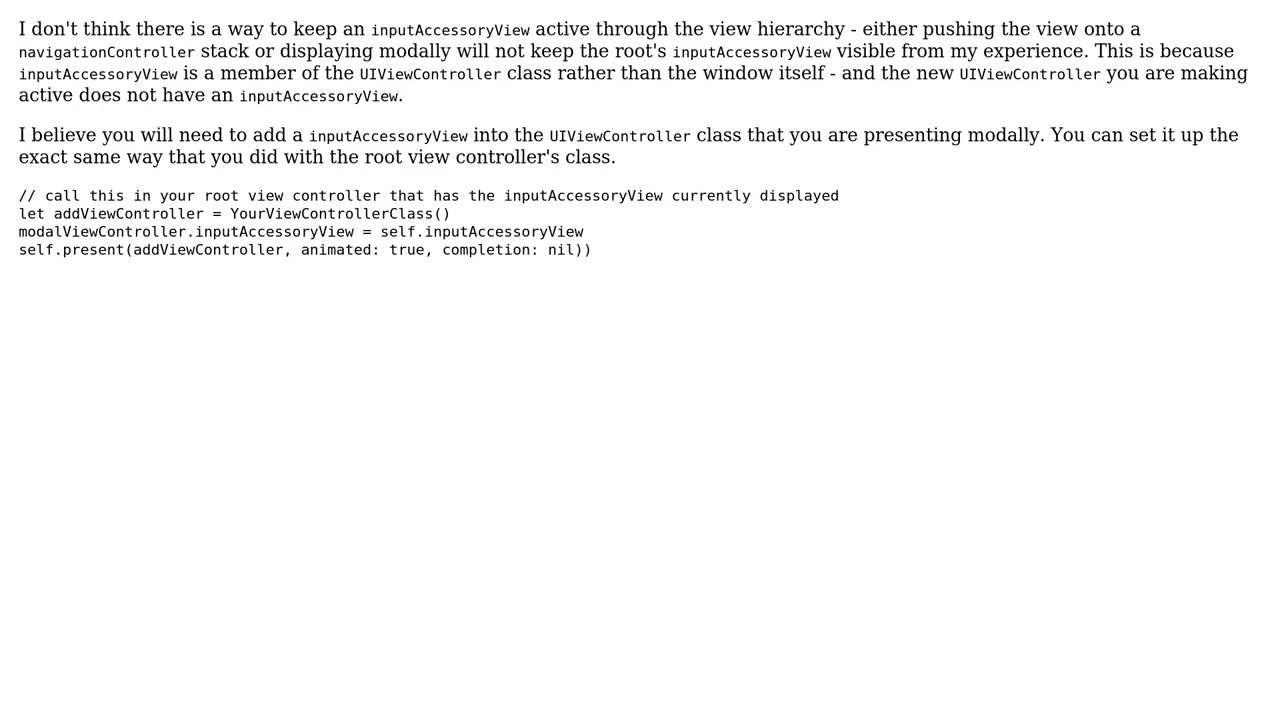 I don't think there is a way to keep an inputAccessoryView active through the view hierarchy - either pushing the view onto a
navigationController stack or displaying modally will not keep the root's inputAccessoryView visible from my experience. This is because
inputAccessoryView is a member of the UIViewController class rather than the window itself - and the new UIViewController you are making
active does not have an inputAccessoryView.
I believe you will need to add a inputAccessoryView into the UIViewController class that you are presenting modally. You can set it up the
exact same way that you did with the root view controller's class.
// call this in your root view controller that has the inputAccessoryView currently displayed
let addViewController = YourViewControllerClass()
modalViewController.inputAccessoryView = self.inputAccessoryView
self.present(addViewController, animated: true, completion: nil))